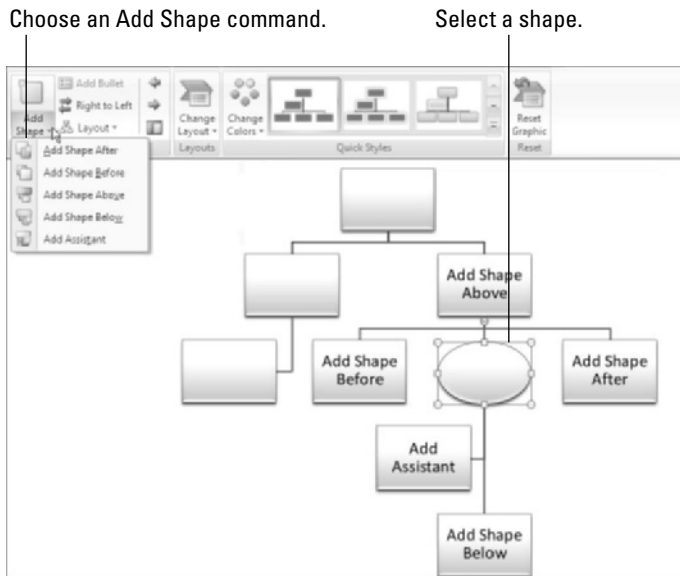 Choose an Add Shape command.
Select a shape.
Add Bullet
Right to Left
Add
Shape
Layout
Change
Layout
Layouts
Change
Colors
Quick Styles
Reset
Graphic
Reset
Add Shape After
Add Shape Before
Add Shape Above
Add Shape Below
Add Assistant
Add Shape
Above
Add Shape
Before
Add Shape
After
Add
Assistant
Add Shape
Below